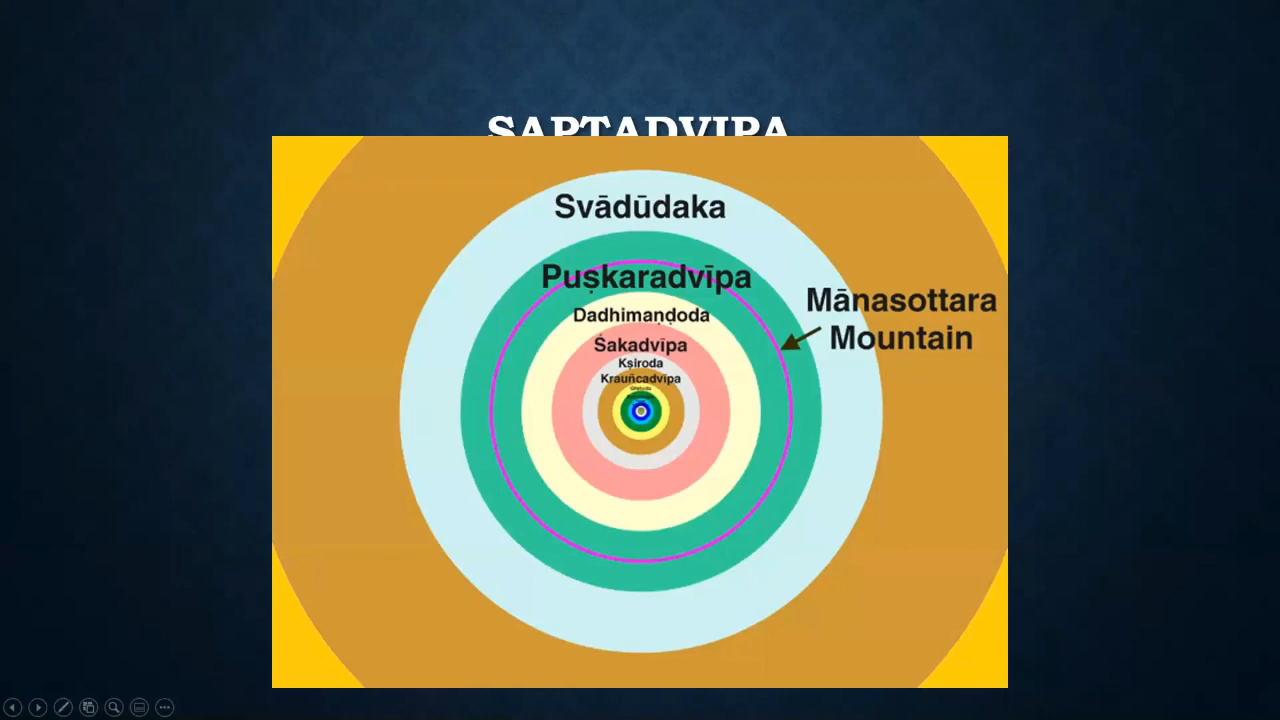 SAPTADVIPA
Svādūdaka
Puṣkaradvīpa
Mānasottara
Mountain
Dadhimaṇḍoda
Śakadvīpa
Kṣiroda
Krauñcadvīpa